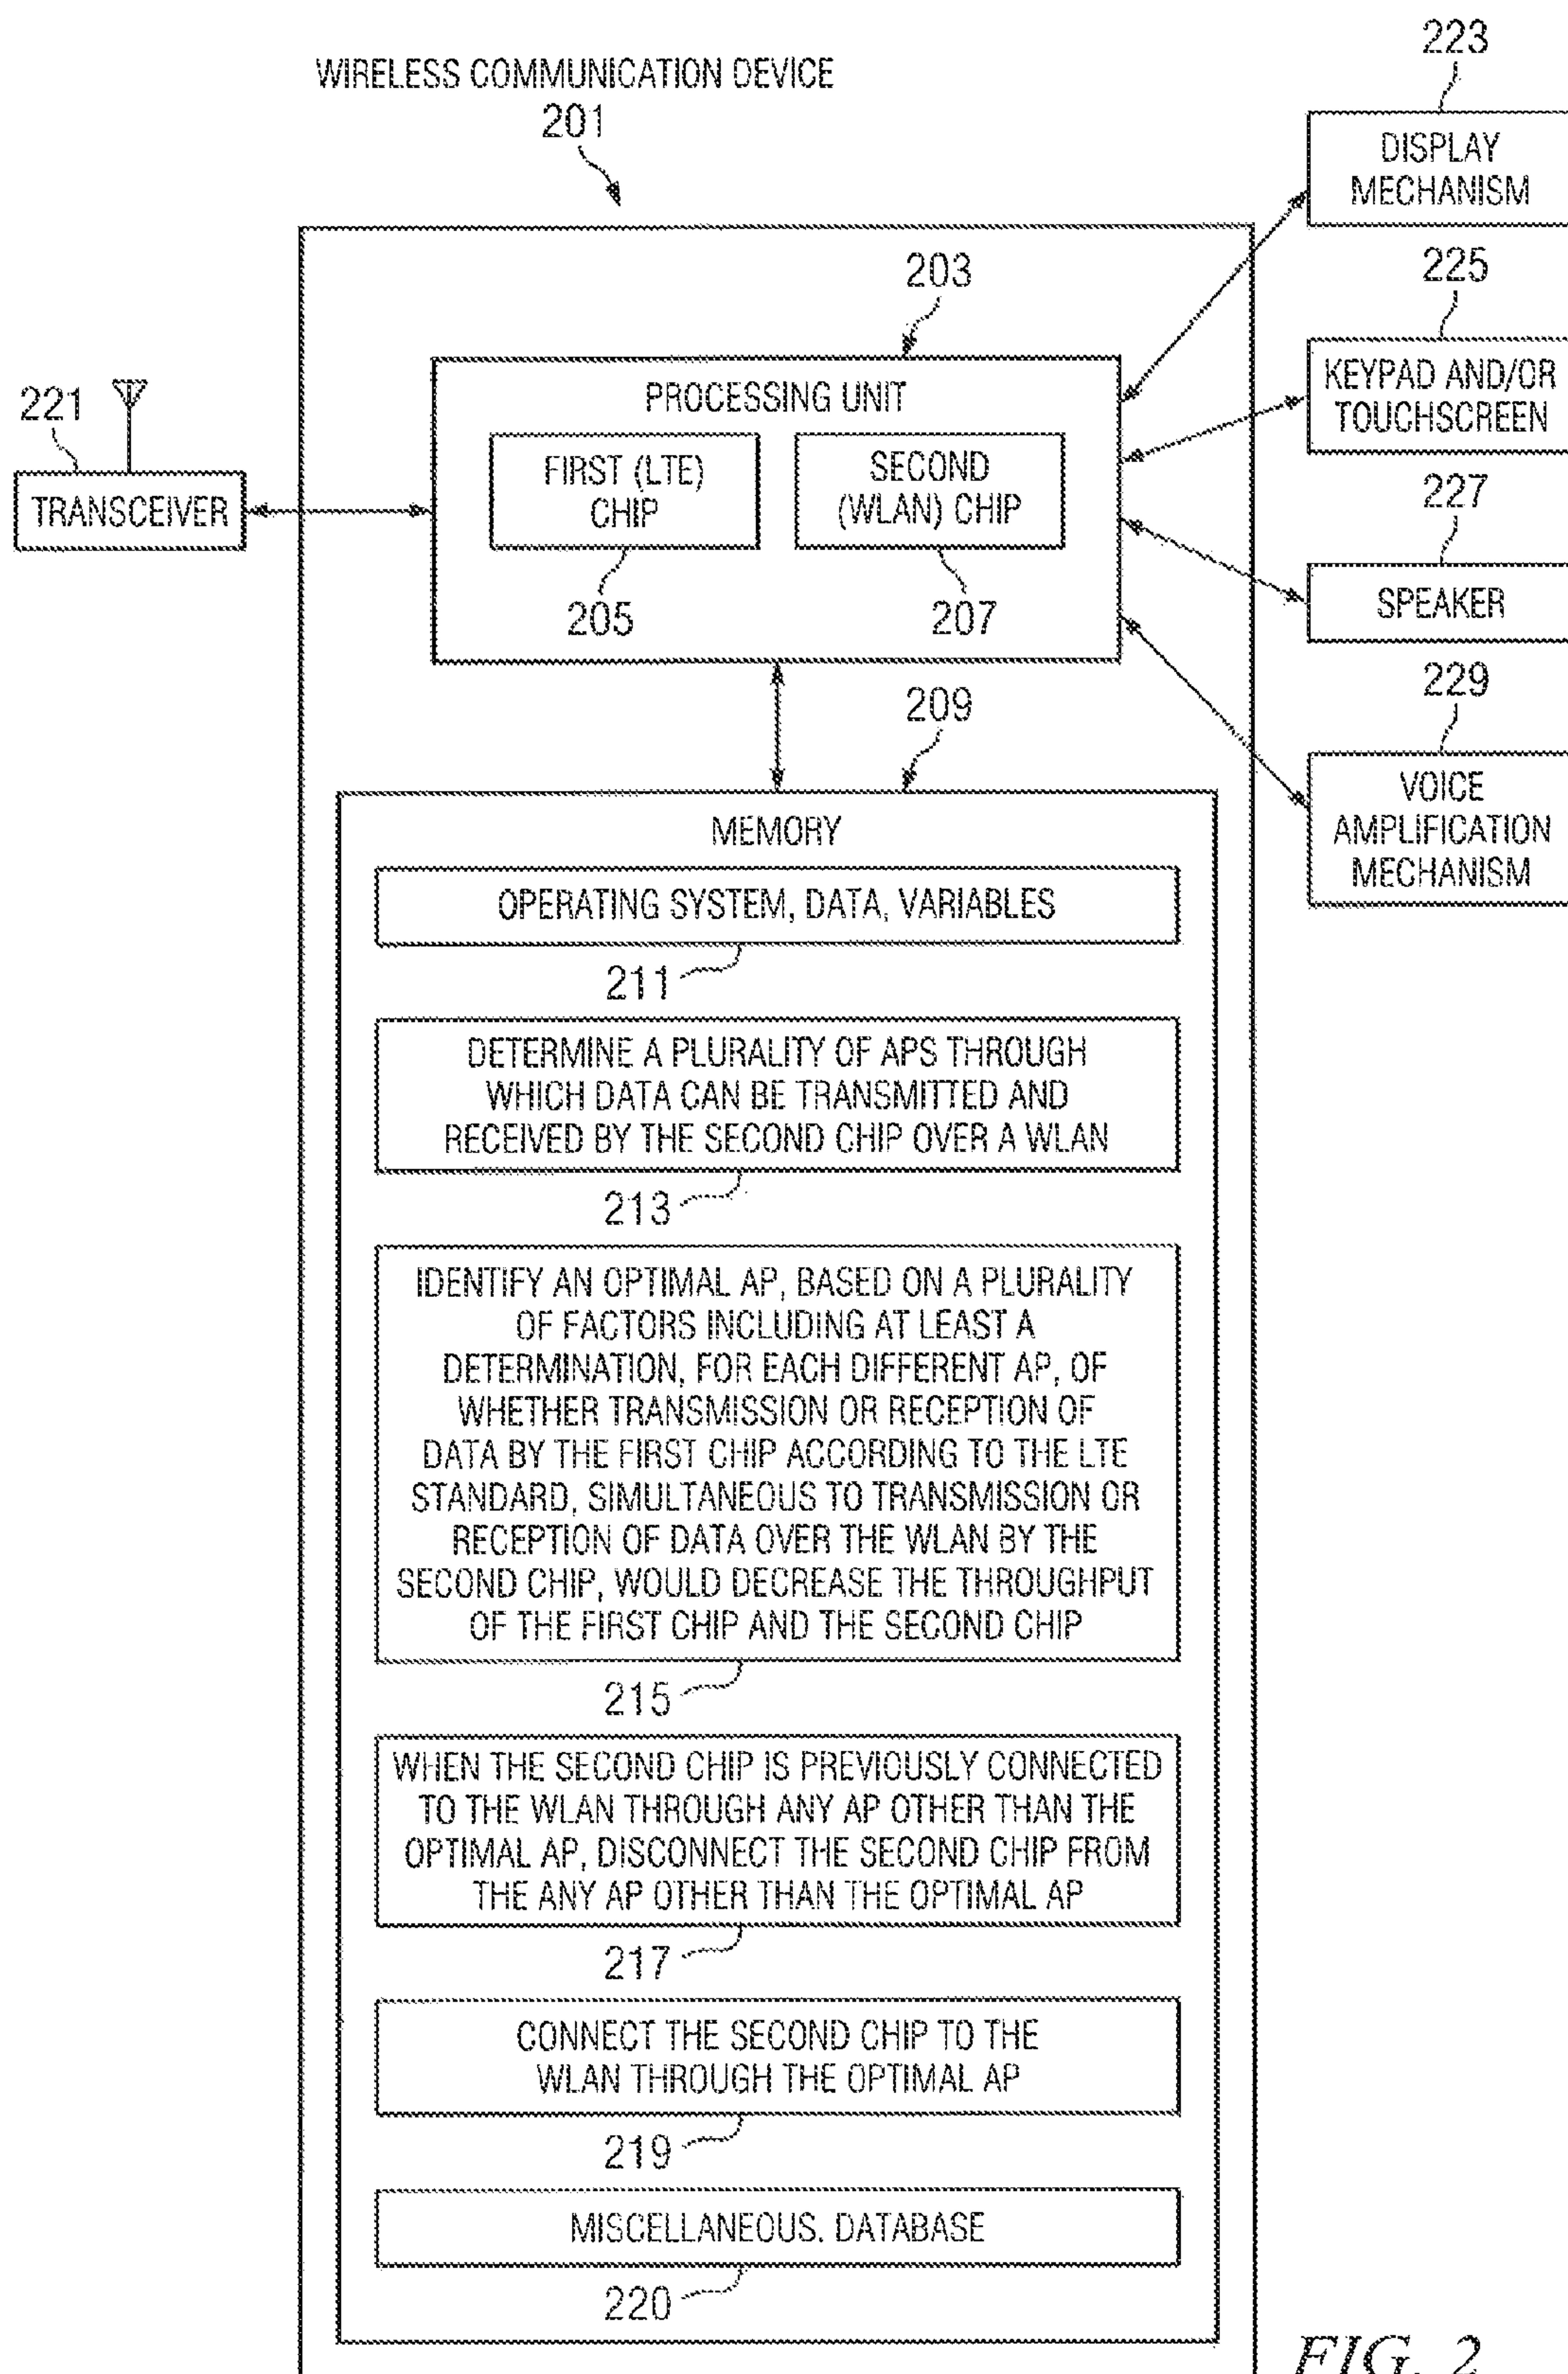 WIRELESS COMMUNICATION DEVICE
201
223
DISPLAY
MECHANISM
225
KEYPAD AND/OR
TOUCHSCREEN
227
SPEAKER
229
VOICE
AMPLIFICATION
MECHANISM
221
TRANSCEIVER
203
PROCESSING UNIT
FIRST (LTE)
CHIP
205
SECOND
(WLAN) CHIP
207
209
MEMORY
OPERATING SYSTEM, DATA, VARIABLES
211
DETERMINE A PLURALITY OF APS THROUGH
WHICH DATA CAN BE TRANSMITTED AND
RECEIVED BY THE SECOND CHIP OVER A WLAN
213
IDENTIFY AN OPTIMAL AP, BASED ON A PLURALITY
OF FACTORS INCLUDING AT LEAST A
DETERMINATION, FOR EACH DIFFERENT AP, OF
WHETHER TRANSMISSION OR RECEPTION OF
DATA BY THE FIRST CHIP ACCORDING TO THE LTE
STANDARD, SIMULTANEOUS TO TRANSMISSION OR
RECEPTION OF DATA OVER THE WLAN BY THE
SECOND CHIP, WOULD DECREASE THE THROUGHPUT
OF THE FIRST CHIP AND THE SECOND CHIP
215
WHEN THE SECOND CHIP IS PREVIOUSLY CONNECTED
TO THE WLAN THROUGH ANY AP OTHER THAN THE
OPTIMAL AP, DISCONNECT THE SECOND CHIP FROM
THE ANY AP OTHER THAN THE OPTIMAL AP
217
CONNECT THE SECOND CHIP TO THE
WLAN THROUGH THE OPTIMAL AP
219
MISCELLANEOUS. DATABASE
220
FIG. 2